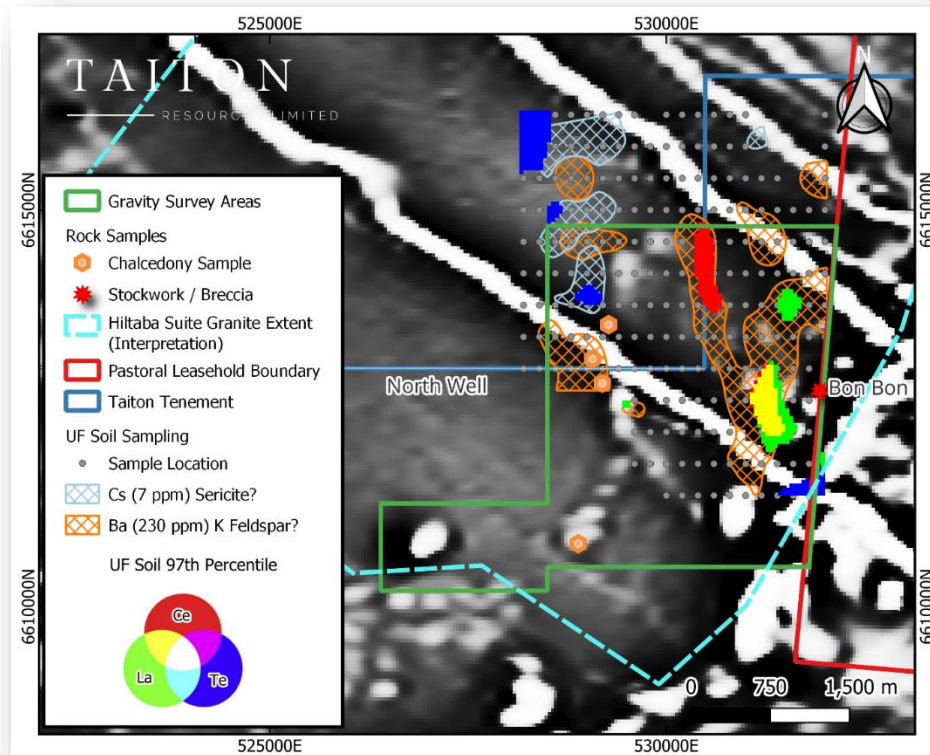 525000E 530000E
N
TAITON
RESOURCES LIMITED
Gravity Survey Areas
Rock Samples
Chalcedony Sample
Stockwork / Breccia
Hiltaba Suite Granite Extent
(Interpretation)
Pastoral Leasehold Boundary
Taiton Tenement
UF Soil Sampling
Sample Location
Cs (7 ppm) Sericite?
Ba (230 ppm) K Feldspar?
UF Soil 97th Percentile
Ce
La
Te
6615000N
6615000N
North Well
Bon Bon
6610000N
6610000N
0 750 1,500 m
525000E 530000E